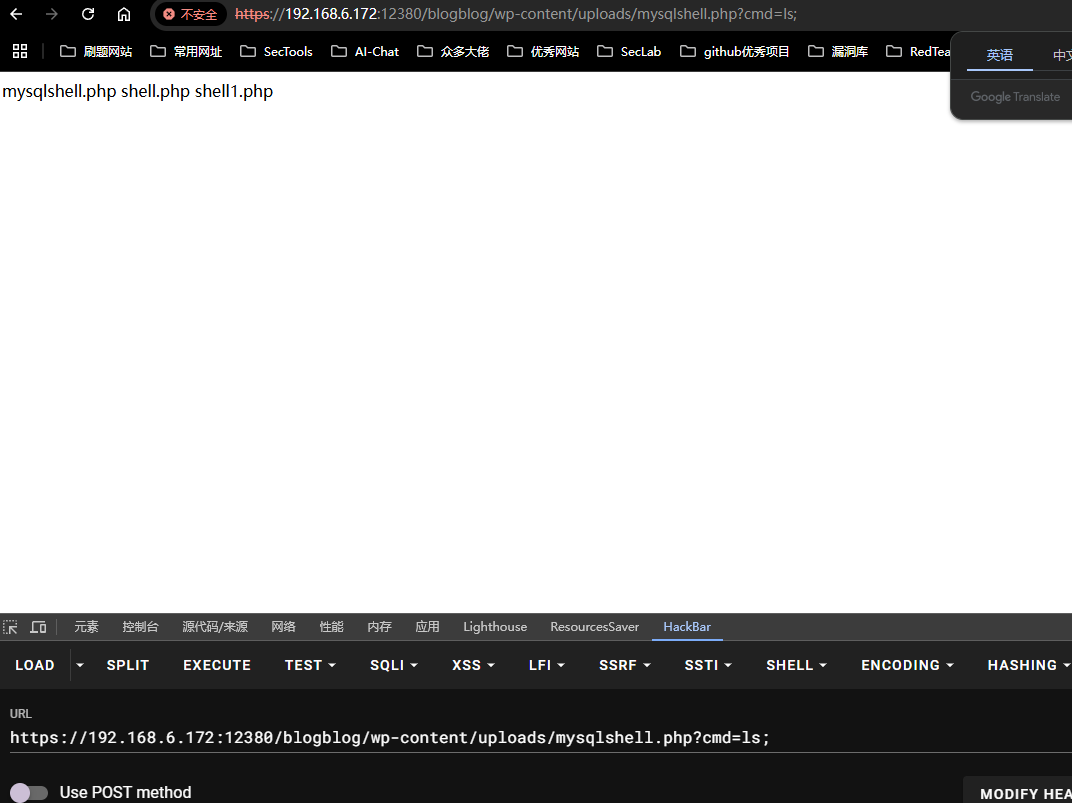 不安全 https://192.168.6.172:12380/blogblog/wp-content/uploads/mysqlshell.php?cmd=ls;
刷题网站 常用网址 SecTools AI-Chat 众多大佬 优秀网站 SecLab github优秀项目 漏洞库 RedTea
英语 中文
Google Translate
mysqlshell.php shell.php shell1.php
元素 控制台 源代码/来源 网络 性能 内存 应用 Lighthouse ResourcesSaver HackBar
LOAD SPLIT EXECUTE TEST SQLI XSS LFI SSRF SSTI SHELL ENCODING HASHING
URL
https://192.168.6.172:12380/blogblog/wp-content/uploads/mysqlshell.php?cmd=ls;
Use POST method
MODIFY HEA